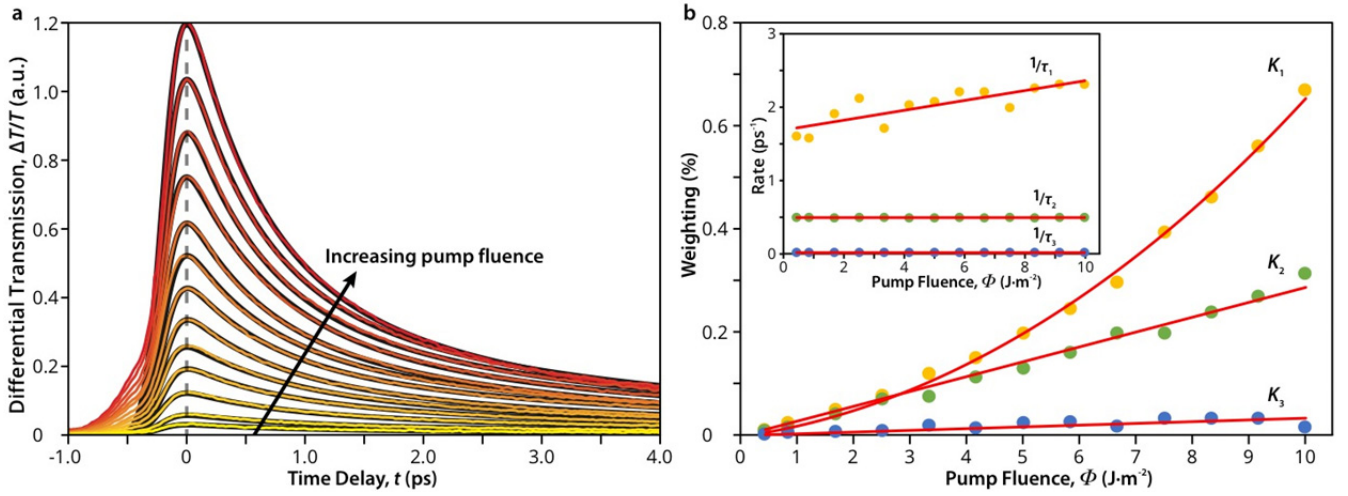 a
1.2
1.0
0.8
0.6
0.4
0.2
0
Differential Transmission, ΔT/T (a.u.)
Increasing pump fluence
-1.0
0
1.0
2.0
3.0
4.0
Time Delay, t (ps)
b
0.8
0.6
0.4
0.2
0
Weighting (%)
K₁
K₂
K₃
0
1
2
3
4
5
6
7
8
9
10
Pump Fluence, Φ (J·m⁻²)
3
2
1
0
Rate (ps⁻¹)
1/τ₁
1/τ₂
1/τ₃
0
2
4
6
8
10
Pump Fluence, Φ (J·m⁻²)